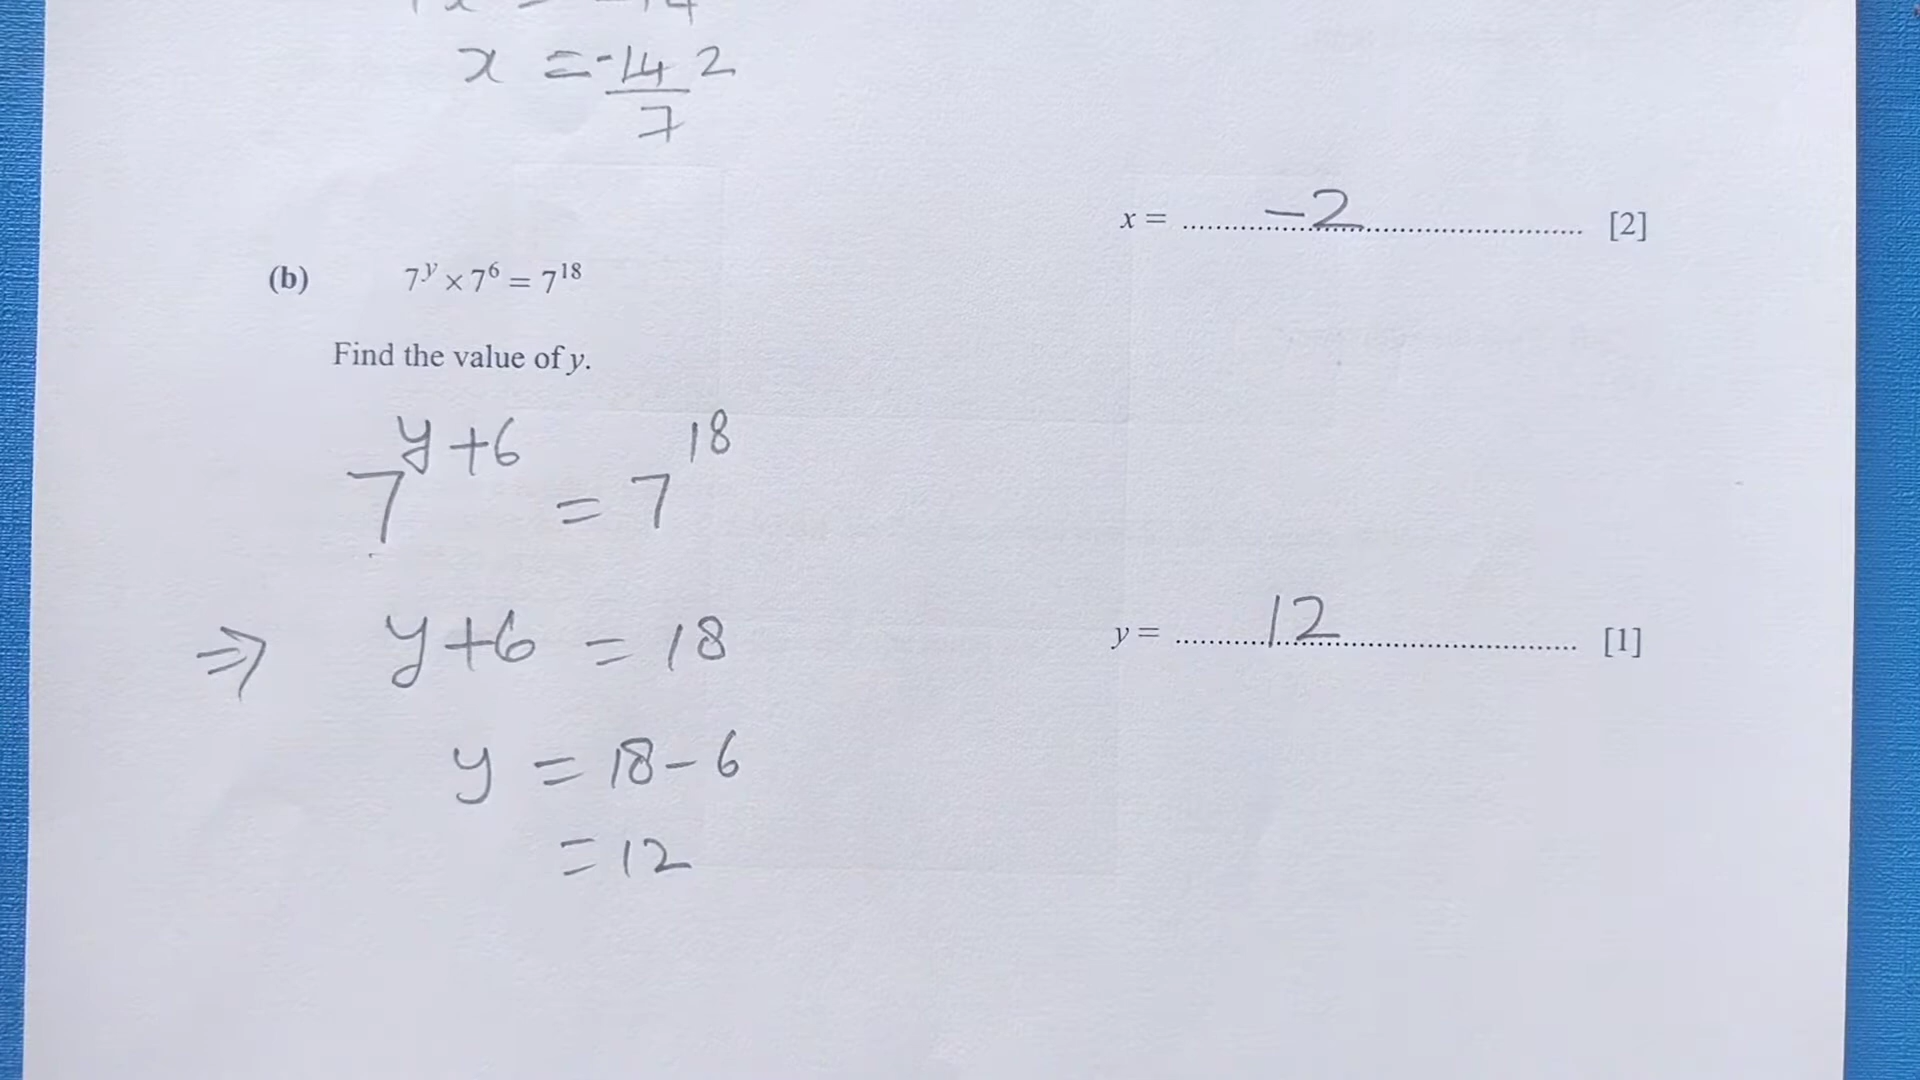 x = -14 2
7
x = -2 [2]
(b) 7^y × 7^6 = 7^18
Find the value of y.
7^y+6 = 7^18
⇒ y+6 = 18
y = 12 [1]
y = 18-6
= 12